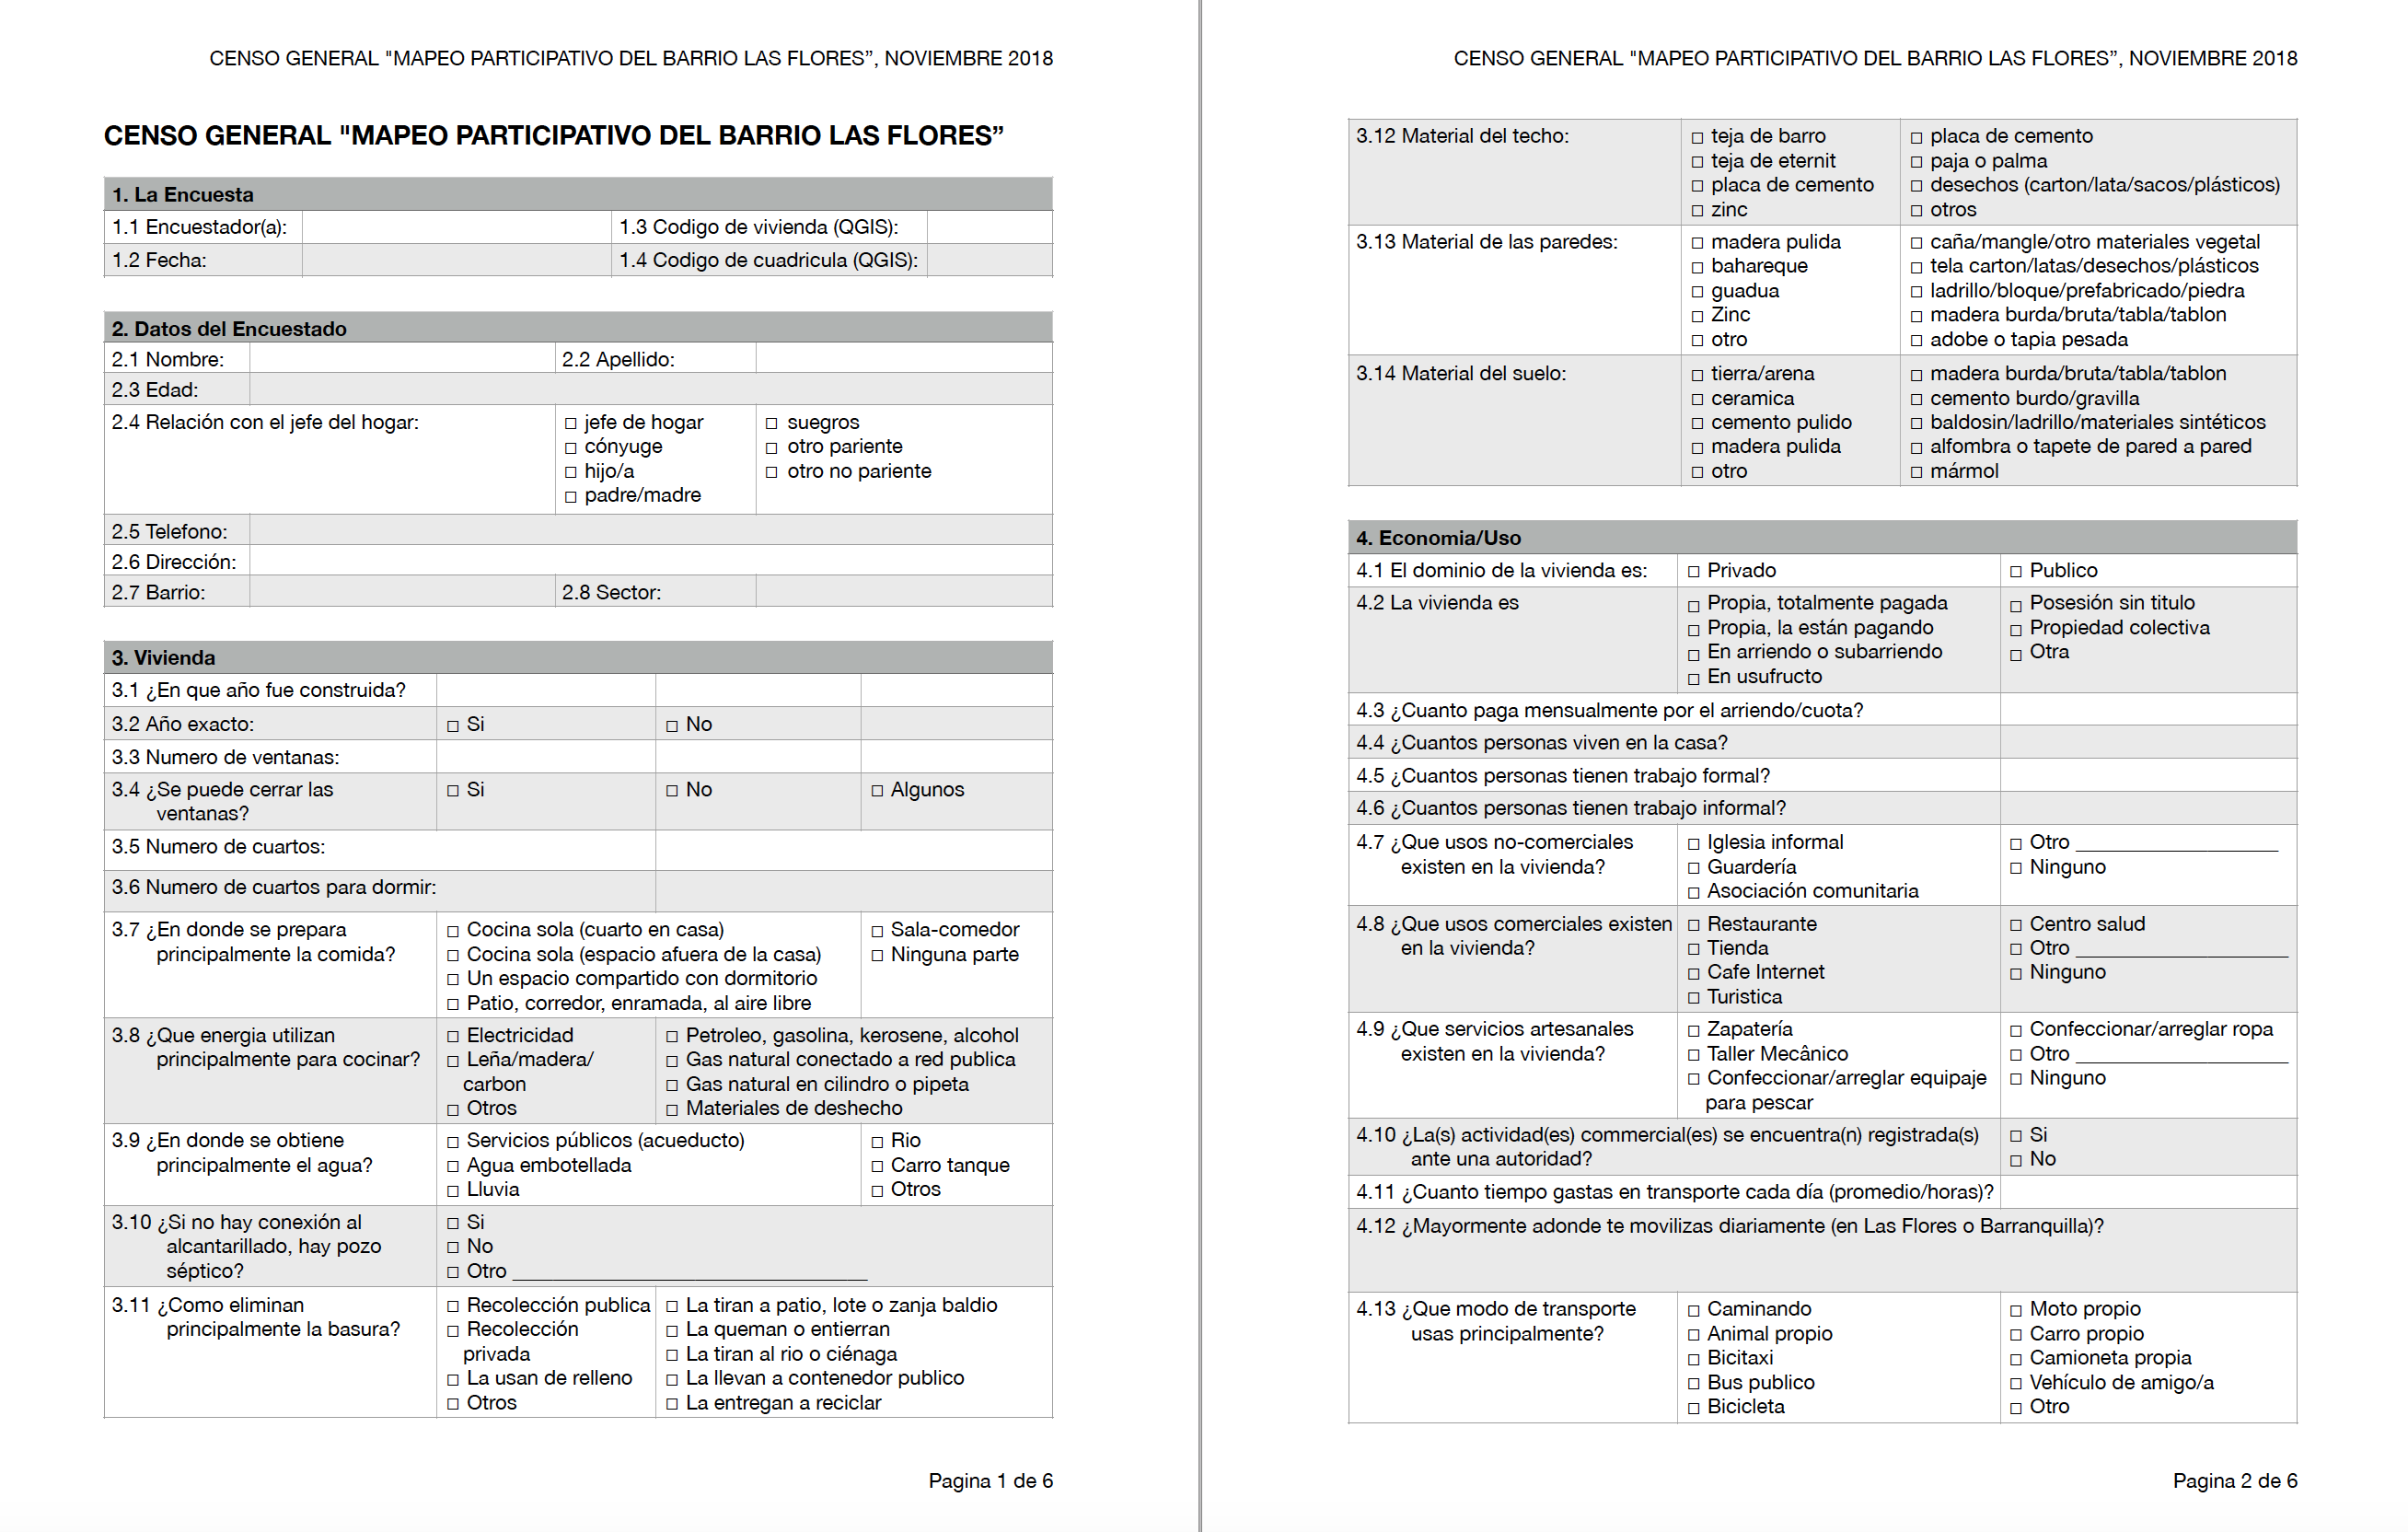 CENSO GENERAL "MAPEO PARTICIPATIVO DEL BARRIO LAS FLORES”, NOVIEMBRE 2018
CENSO GENERAL "MAPEO PARTICIPATIVO DEL BARRIO LAS FLORES”
1. La Encuesta
1.1 Encuestador(a): 1.3 Codigo de vivienda (QGIS):
1.2 Fecha: 1.4 Codigo de cuadricula (QGIS):
2. Datos del Encuestado
2.1 Nombre: 2.2 Apellido:
2.3 Edad:
2.4 Relación con el jefe del hogar: □ jefe de hogar □ suegros
□ cónyuge □ otro pariente
□ hijo/a □ otro no pariente
□ padre/madre
2.5 Telefono:
2.6 Dirección:
2.7 Barrio: 2.8 Sector:
3. Vivienda
3.1 ¿En que año fue construida?
3.2 Año exacto: □ Si □ No
3.3 Numero de ventanas:
3.4 ¿Se puede cerrar las □ Si □ No □ Algunos
ventanas?
3.5 Numero de cuartos:
3.6 Numero de cuartos para dormir:
3.7 ¿En donde se prepara □ Cocina sola (cuarto en casa) □ Sala-comedor
principalmente la comida? □ Cocina sola (espacio afuera de la casa) □ Ninguna parte
□ Un espacio compartido con dormitorio
□ Patio, corredor, enramada, al aire libre
3.8 ¿Que energia utilizan □ Electricidad □ Petroleo, gasolina, kerosene, alcohol
principalmente para cocinar? □ Leña/madera/ □ Gas natural conectado a red publica
carbon □ Gas natural en cilindro o pipeta
□ Otros □ Materiales de deshecho
3.9 ¿En donde se obtiene □ Servicios públicos (acueducto) □ Rio
principalmente el agua? □ Agua embotellada □ Carro tanque
□ Lluvia □ Otros
3.10 ¿Si no hay conexión al □ Si
alcantarillado, hay pozo □ No
séptico? □ Otro ________________________________
3.11 ¿Como eliminan □ Recolección publica □ La tiran a patio, lote o zanja baldio
principalmente la basura? □ Recolección □ La queman o entierran
privada □ La tiran al rio o ciénaga
□ La usan de relleno □ La llevan a contenedor publico
□ Otros □ La entregan a reciclar
Pagina 1 de 6
CENSO GENERAL "MAPEO PARTICIPATIVO DEL BARRIO LAS FLORES”, NOVIEMBRE 2018
3.12 Material del techo: □ teja de barro □ placa de cemento
□ teja de eternit □ paja o palma
□ placa de cemento □ desechos (carton/lata/sacos/plásticos)
□ zinc □ otros
3.13 Material de las paredes: □ madera pulida □ caña/mangle/otro materiales vegetal
□ bahareque □ tela carton/latas/desechos/plásticos
□ guadua □ ladrillo/bloque/prefabricado/piedra
□ Zinc □ madera burda/bruta/tabla/tablon
□ otro □ adobe o tapia pesada
3.14 Material del suelo: □ tierra/arena □ madera burda/bruta/tabla/tablon
□ ceramica □ cemento burdo/gravilla
□ cemento pulido □ baldosin/ladrillo/materiales sintéticos
□ madera pulida □ alfombra o tapete de pared a pared
□ otro □ mármol
4. Economia/Uso
4.1 El dominio de la vivienda es: □ Privado □ Publico
4.2 La vivienda es □ Propia, totalmente pagada □ Posesión sin titulo
□ Propia, la están pagando □ Propiedad colectiva
□ En arriendo o subarriendo □ Otra
□ En usufructo
4.3 ¿Cuanto paga mensualmente por el arriendo/cuota?
4.4 ¿Cuantos personas viven en la casa?
4.5 ¿Cuantos personas tienen trabajo formal?
4.6 ¿Cuantos personas tienen trabajo informal?
4.7 ¿Que usos no-comerciales □ Iglesia informal □ Otro __________________
existen en la vivienda? □ Guardería □ Ninguno
□ Asociación comunitaria
4.8 ¿Que usos comerciales existen □ Restaurante □ Centro salud
en la vivienda? □ Tienda □ Otro ___________________
□ Cafe Internet □ Ninguno
□ Turistica
4.9 ¿Que servicios artesanales □ Zapatería □ Confeccionar/arreglar ropa
existen en la vivienda? □ Taller Mecânico □ Otro ___________________
□ Confeccionar/arreglar equipaje □ Ninguno
para pescar
4.10 ¿La(s) actividad(es) commercial(es) se encuentra(n) registrada(s) □ Si
ante una autoridad? □ No
4.11 ¿Cuanto tiempo gastas en transporte cada día (promedio/horas)?
4.12 ¿Mayormente adonde te movilizas diariamente (en Las Flores o Barranquilla)?
4.13 ¿Que modo de transporte □ Caminando □ Moto propio
usas principalmente? □ Animal propio □ Carro propio
□ Bicitaxi □ Camioneta propia
□ Bus publico □ Vehículo de amigo/a
□ Bicicleta □ Otro
Pagina 2 de 6